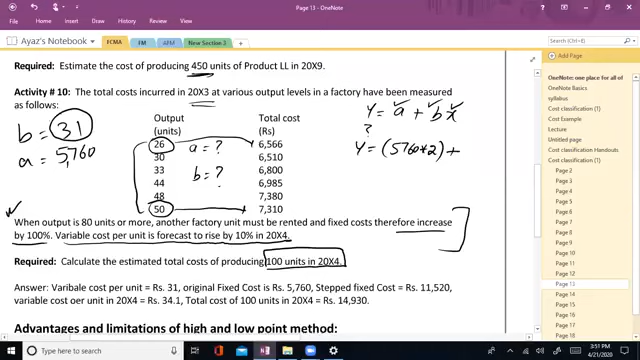 Page 13 - OneNote
File Home Insert Draw View Help
Ayaz's Notebook FCMA FM dFM New Section 3
Add Page
Required: Estimate the cost of producing 450 units of Product LL in 20X9.
Activity # 10: The total costs incurred in 20X3 at various output levels in a factory have been measured
as follows:
Output Total cost
(units) (Rs)
26 6,566
30 6,510
33 6,800
44 6,985
48 7,380
50 7,310
b = 31
a = 5,760
a = ?
b = ?
Y = a + b x
?
Y = (5760*2) +
When output is 80 units or more, another factory unit must be rented and fixed costs therefore increase
by 100%. Variable cost per unit is forecast to rise by 10% in 20X4.
Required: Calculate the estimated total costs of producing 100 units in 20X4.
Answer: Varibale cost per unit = Rs. 31, original Fixed Cost is Rs. 5,760, Stepped Fixed Cost = Rs. 11,520,
variable cost oer unit in 20X4 = Rs. 34.1, Total cost of 100 units in 20X4 = Rs. 14,930.
Advantages and limitations of high and low point method:
OneNote: one place for all of
OneNote Basics
syllabus
Cost classification (1)
Cost Example
Lecture
Untitled page
Cost classification Handouts
Cost classification (1)
Page 2
Page 3
Page 4
Page 5
Page 6
Page 7
Page 8
Page 9
Page 10
Page 11
Page 12
Page 13
Page 14
Page 15
Page 16
Page 17
Page 18
3:51 PM
4/21/2020